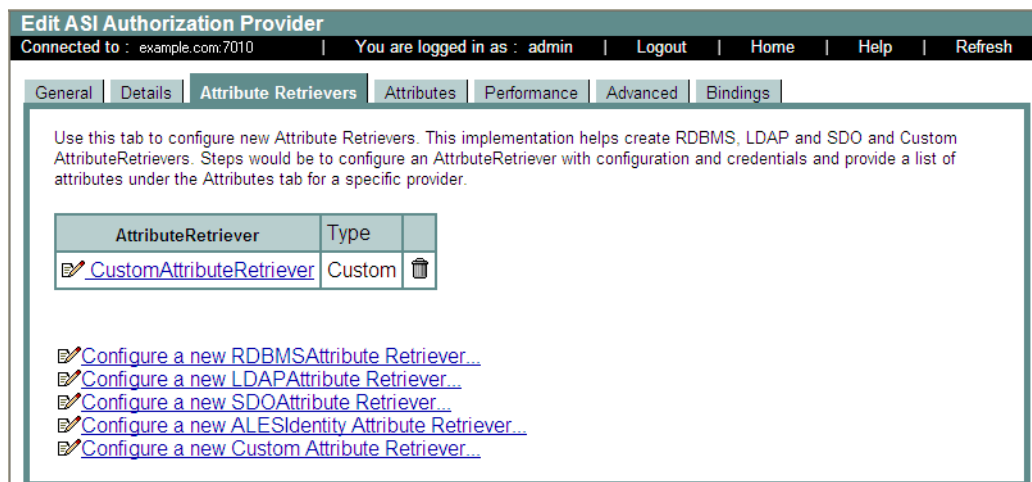 Edit ASI Authorization Provider
Connected to : example.com:7010 | You are logged in as : admin | Logout | Home | Help | Refresh
General Details Attribute Retrievers Attributes Performance Advanced Bindings
Use this tab to configure new Attribute Retrievers. This implementation helps create RDBMS, LDAP and SDO and Custom
AttributeRetrievers. Steps would be to configure an AttrbuteRetriever with configuration and credentials and provide a list of
attributes under the Attributes tab for a specific provider.
AttributeRetriever Type
CustomAttributeRetriever Custom
Configure a new RDBMSAttribute Retriever...
Configure a new LDAPAttribute Retriever...
Configure a new SDOAttribute Retriever...
Configure a new ALESIdentity Attribute Retriever...
Configure a new Custom Attribute Retriever...